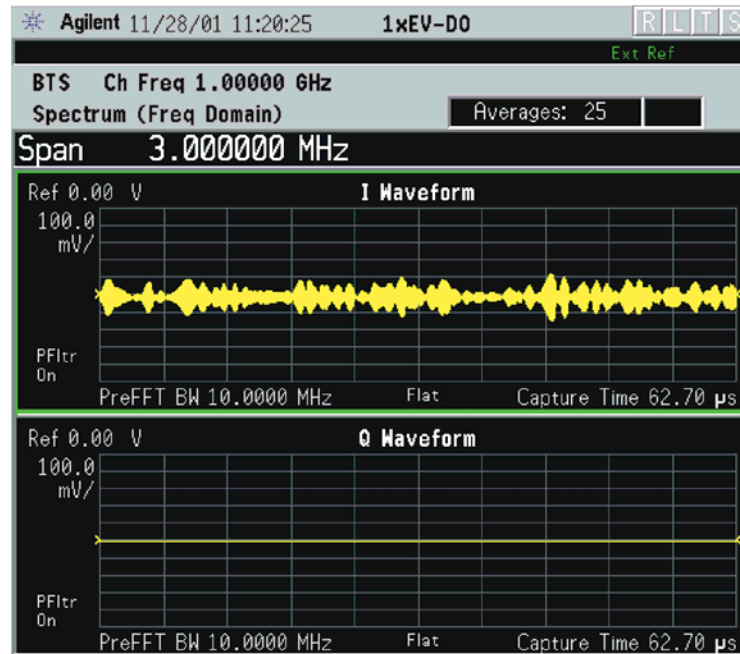 Agilent 11/28/01 11:20:25 1xEV-DO R L T S
Ext Ref
BTS Ch Freq 1.00000 GHz
Spectrum (Freq Domain) Averages: 25
Span 3.000000 MHz
Ref 0.00 V I Waveform
100.0
mV/
PFltr
On
PreFFT BW 10.0000 MHz Flat Capture Time 62.70 µs
Ref 0.00 V Q Waveform
100.0
mV/
PFltr
On
PreFFT BW 10.0000 MHz Flat Capture Time 62.70 µs